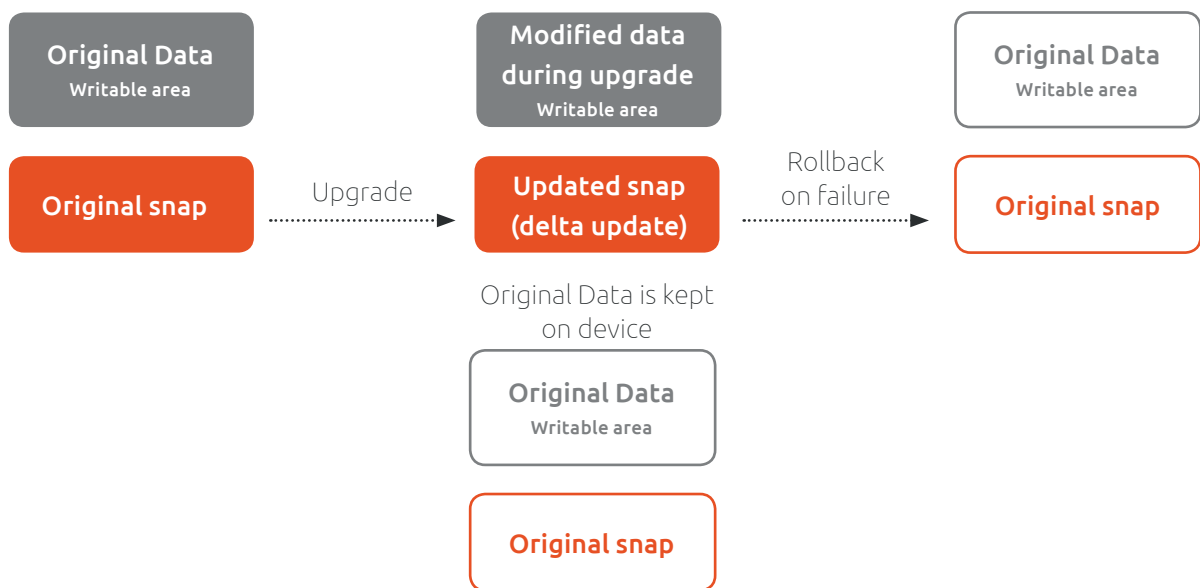 Original Data
Writable area
Original snap
Upgrade
Modified data
during upgrade
Writable area
Updated snap
(delta update)
Original Data is kept
on device
Original Data
Writable area
Original snap
Rollback
on failure
Original Data
Writable area
Original snap